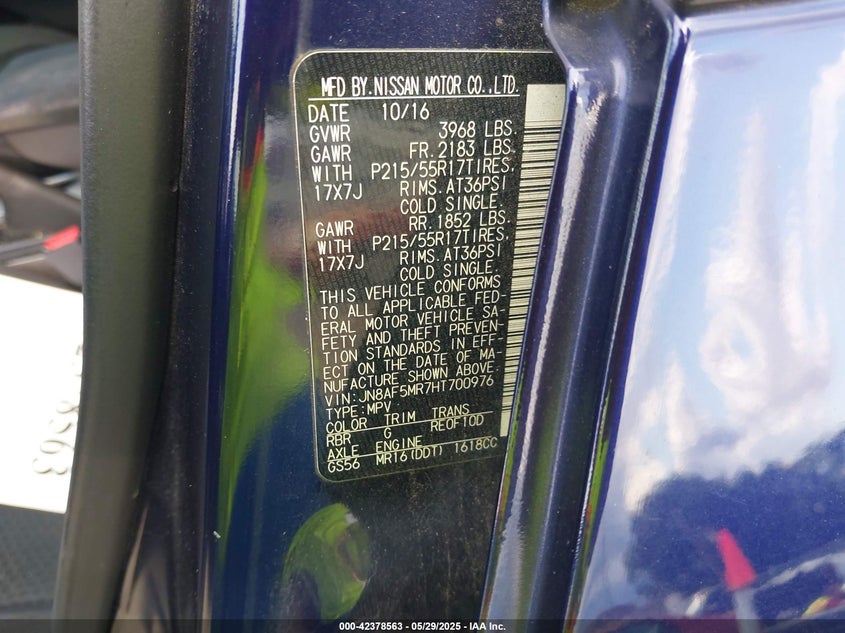 MFD BY.NISSAN MOTOR CO.,LTD.
DATE 10/16
GVWR 3968 LBS.
GAWR FR.2183 LBS.
WITH P215/55R17TIRES.
17X7J RIMS.AT36PSI
COLD SINGLE.
GAWR RR.1852 LBS.
WITH P215/55R17TIRES.
17X7J RIMS.AT36PSI
COLD SINGLE.
THIS VEHICLE CONFORMS
TO ALL APPLICABLE FED-
ERAL MOTOR VEHICLE SA-
FETY AND THEFT PREVEN-
TION STANDARDS IN EFF-
ECT ON THE DATE OF MA-
NUFACTURE SHOWN ABOVE.
VIN:JN8AF5MR7HT700976
TYPE:MPV
COLOR TRIM TRANS
RBR G RE0F10D
AXLE ENGINE
GS56 MR16(DDT) 1618CC
000-42378563 | 05/29/2025 | IAA Inc.